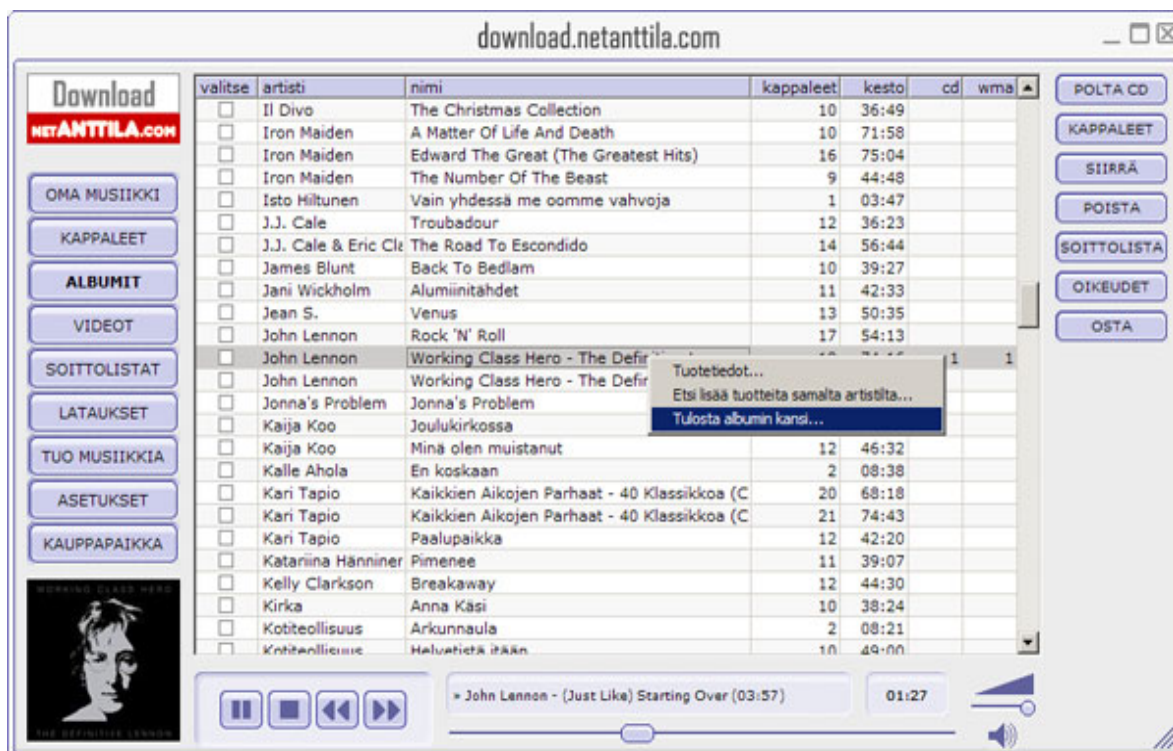 download.netanttila.com
Download
NETANTTILA.COM
OMA MUSIIKKI
KAPPALEET
ALBUMIT
VIDEOT
SOITTOLISTAT
LATAUKSET
TUO MUSIIKKIA
ASETUKSET
KAUPPAPAIKKA
WORKING CLASS HERO
THE DEFINITIVE LENNON
valitse artisti nimi kappaleet kesto cd wma
Il Divo The Christmas Collection 10 36:49
Iron Maiden A Matter Of Life And Death 10 71:58
Iron Maiden Edward The Great (The Greatest Hits) 16 75:04
Iron Maiden The Number Of The Beast 9 44:48
Isto Hiltunen Vain yhdessä me oomme vahvoja 1 03:47
J.J. Cale Troubadour 12 36:23
J.J. Cale & Eric Cla The Road To Escondido 14 56:44
James Blunt Back To Bedlam 10 39:27
Jani Wickholm Alumiinitähdet 11 42:33
Jean S. Venus 13 50:35
John Lennon Rock 'N' Roll 17 54:13
John Lennon Working Class Hero - The 1 1
John Lennon Working Class Hero - The Defin
Jonna's Problem Jonna's Problem
Kaija Koo Joulukirkossa
Kaija Koo Minä olen muistanut 12 46:32
Kalle Ahola En koskaan 2 08:38
Kari Tapio Kaikkien Aikojen Parhaat - 40 Klassikkoa (C 20 68:18
Kari Tapio Kaikkien Aikojen Parhaat - 40 Klassikkoa (C 21 74:43
Kari Tapio Paalupaikka 12 42:20
Katariina Hänniner Pimenee 11 39:07
Kelly Clarkson Breakaway 12 44:30
Kirka Anna Käsi 10 38:24
Kotiteollisuus Arkunnaula 2 08:21
Kotiteollisuus Helvetistä itään 10 49:00
Tuotetiedot...
Etsi lisää tuotteita samalta artistilta...
Tulosta albumin kansi...
POLTA CD
KAPPALEET
SIIRRÄ
POISTA
SOITTOLISTA
OIKEUDET
OSTA
» John Lennon - (Just Like) Starting Over (03:57)
01:27